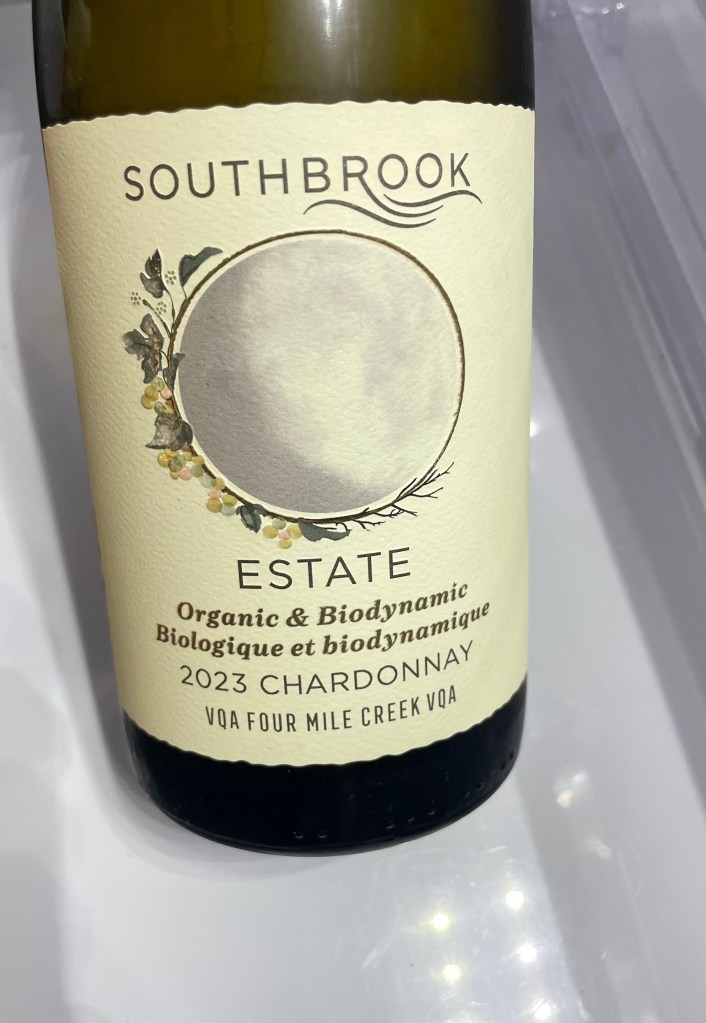 SOUTHBROOK
ESTATE
Organic & Biodynamic
Biologique et biodynamique
2023 CHARDONNAY
VQA FOUR MILE CREEK VQA